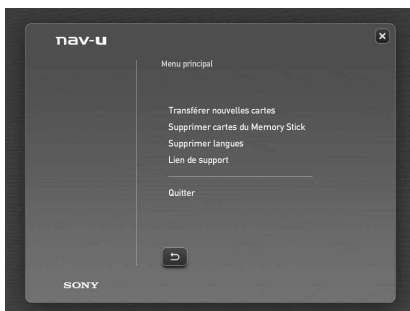 nav-u
Menu principal
Transférer nouvelles cartes
Supprimer cartes du Memory Stick
Supprimer langues
Lien de support
Quitter
SONY